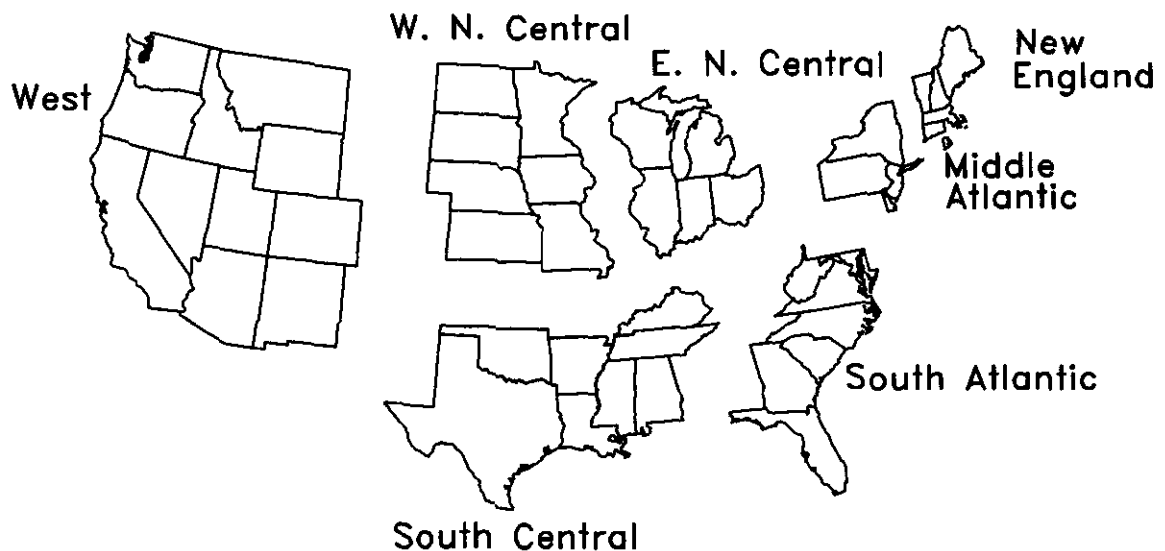 W. N. Central
E. N. Central
New
England
West
Middle
Atlantic
South Atlantic
South Central